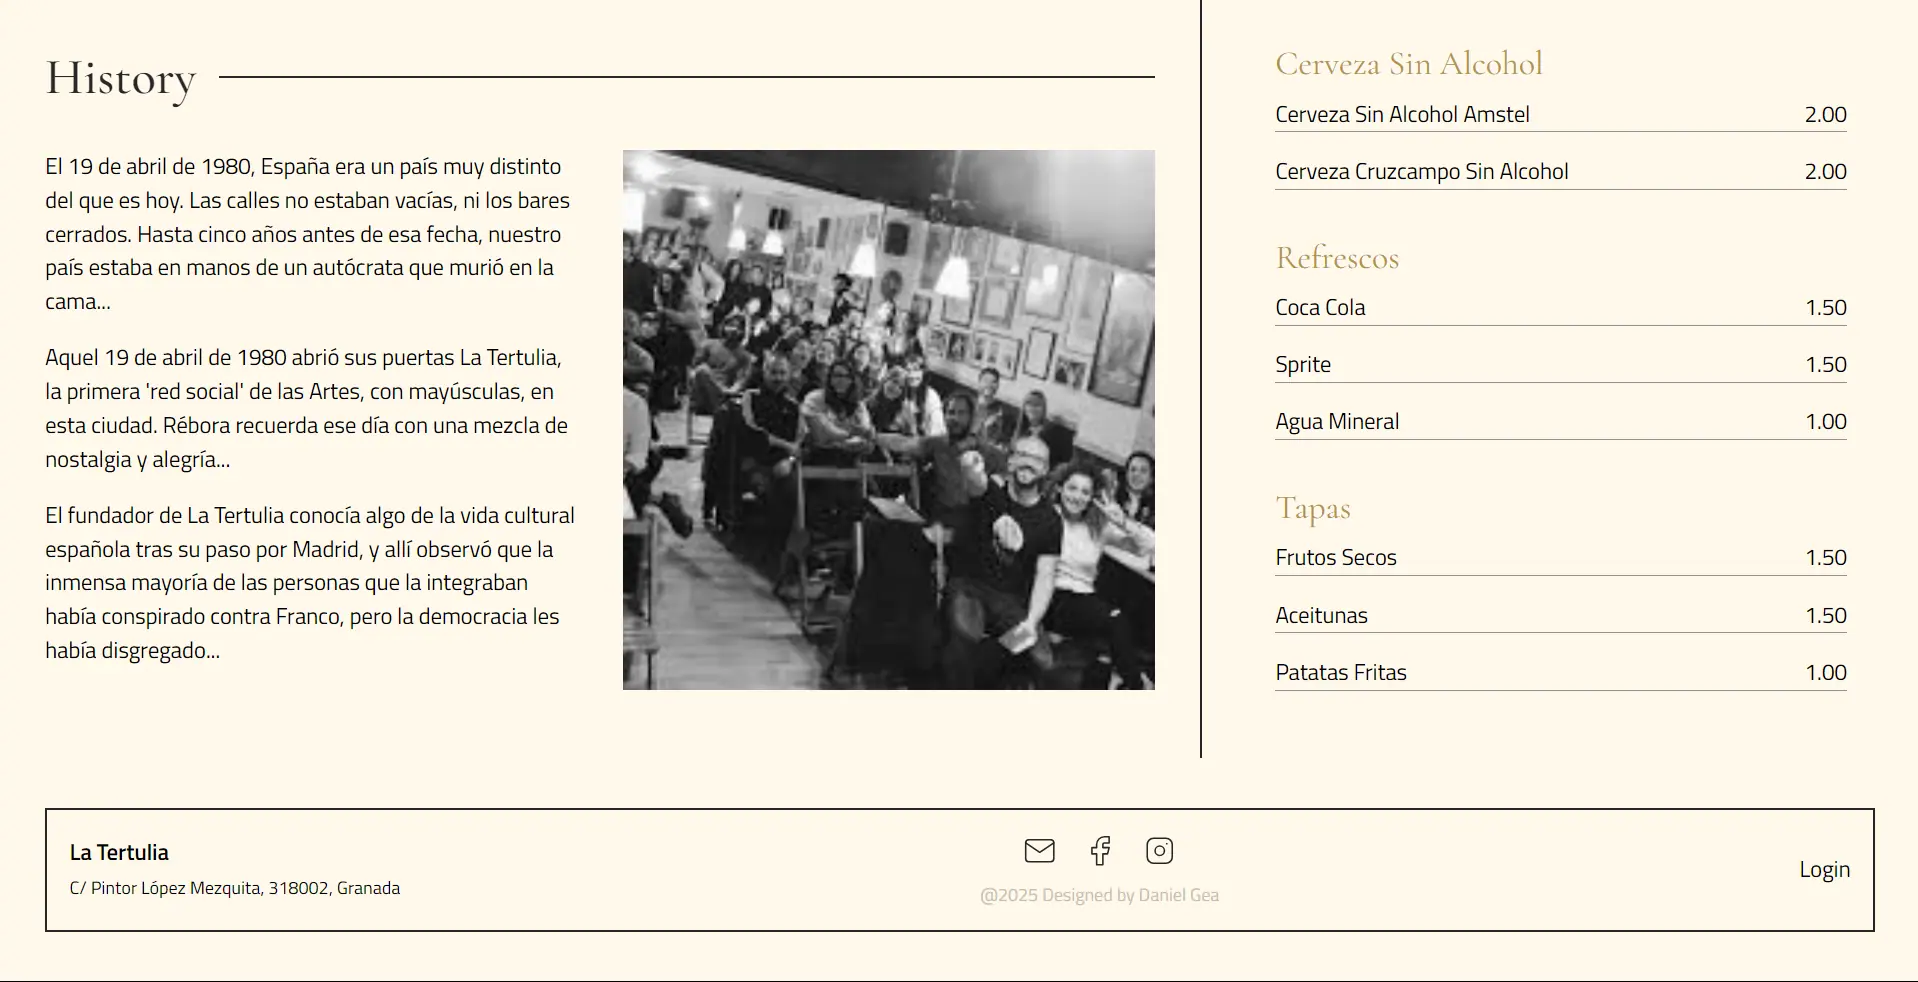 History
El 19 de abril de 1980, España era un país muy distinto
del que es hoy. Las calles no estaban vacías, ni los bares
cerrados. Hasta cinco años antes de esa fecha, nuestro
país estaba en manos de un autócrata que murió en la
cama...
Aquel 19 de abril de 1980 abrió sus puertas La Tertulia,
la primera 'red social' de las Artes, con mayúsculas, en
esta ciudad. Rébora recuerda ese día con una mezcla de
nostalgia y alegría...
El fundador de La Tertulia conocía algo de la vida cultural
española tras su paso por Madrid, y allí observó que la
inmensa mayoría de las personas que la integraban
había conspirado contra Franco, pero la democracia les
había disgregado...
Cerveza Sin Alcohol
Cerveza Sin Alcohol Amstel 2.00
Cerveza Cruzcampo Sin Alcohol 2.00
Refrescos
Coca Cola 1.50
Sprite 1.50
Agua Mineral 1.00
Tapas
Frutos Secos 1.50
Aceitunas 1.50
Patatas Fritas 1.00
La Tertulia
C/ Pintor López Mezquita, 318002, Granada
@2025 Designed by Daniel Gea
Login